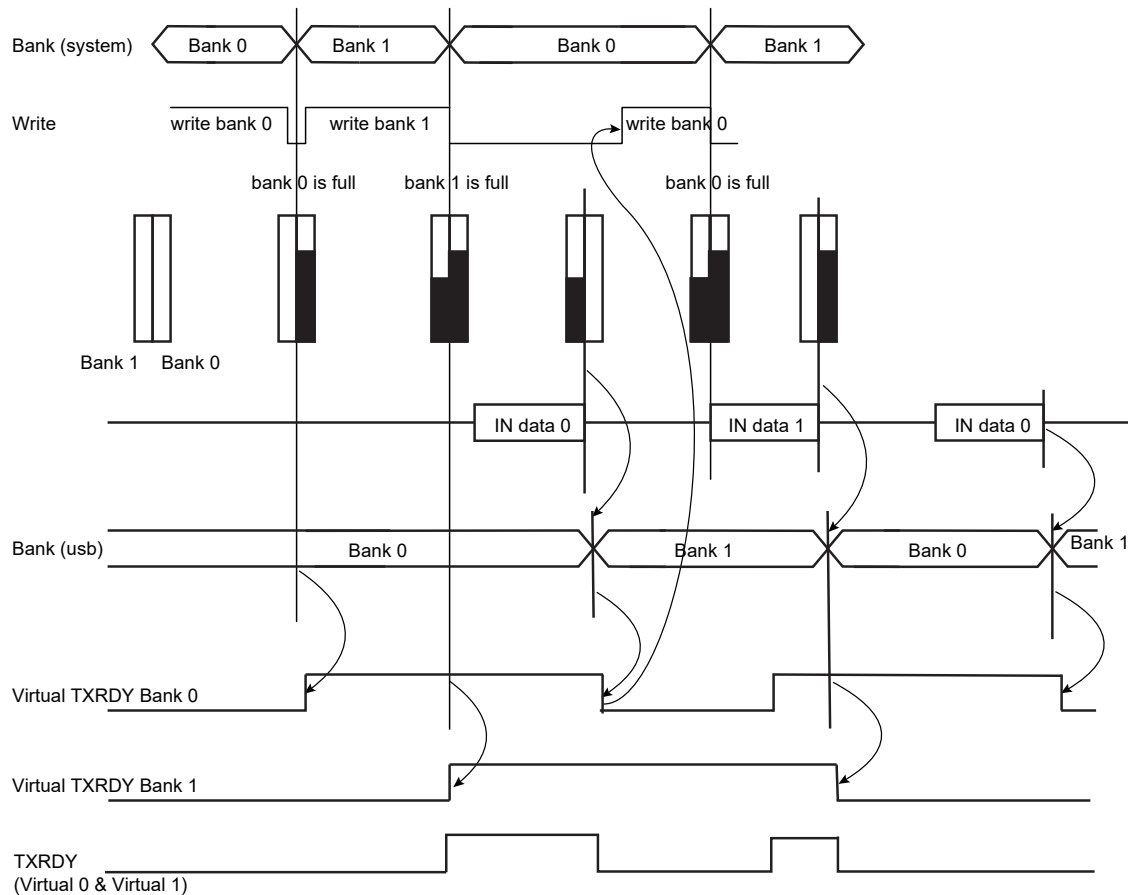 Bank (system)
Bank 0
Bank 1
Bank 0
Bank 1
Write
write bank 0
write bank 1
write bank 0
bank 0 is full
bank 1 is full
bank 0 is full
Bank 1
Bank 0
IN data 0
IN data 1
IN data 0
Bank (usb)
Bank 0
Bank 1
Bank 0
Bank 1
Virtual TXRDY Bank 0
Virtual TXRDY Bank 1
TXRDY
(Virtual 0 & Virtual 1)